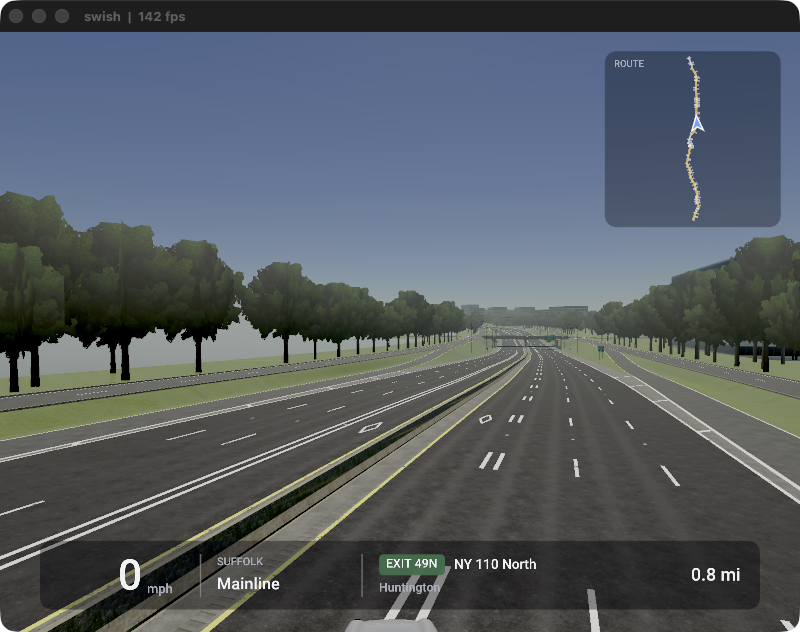 swish | 142 fps
ROUTE
0 mph
SUFFOLK
Mainline
EXIT 49N NY 110 North
Huntington
0.8 mi